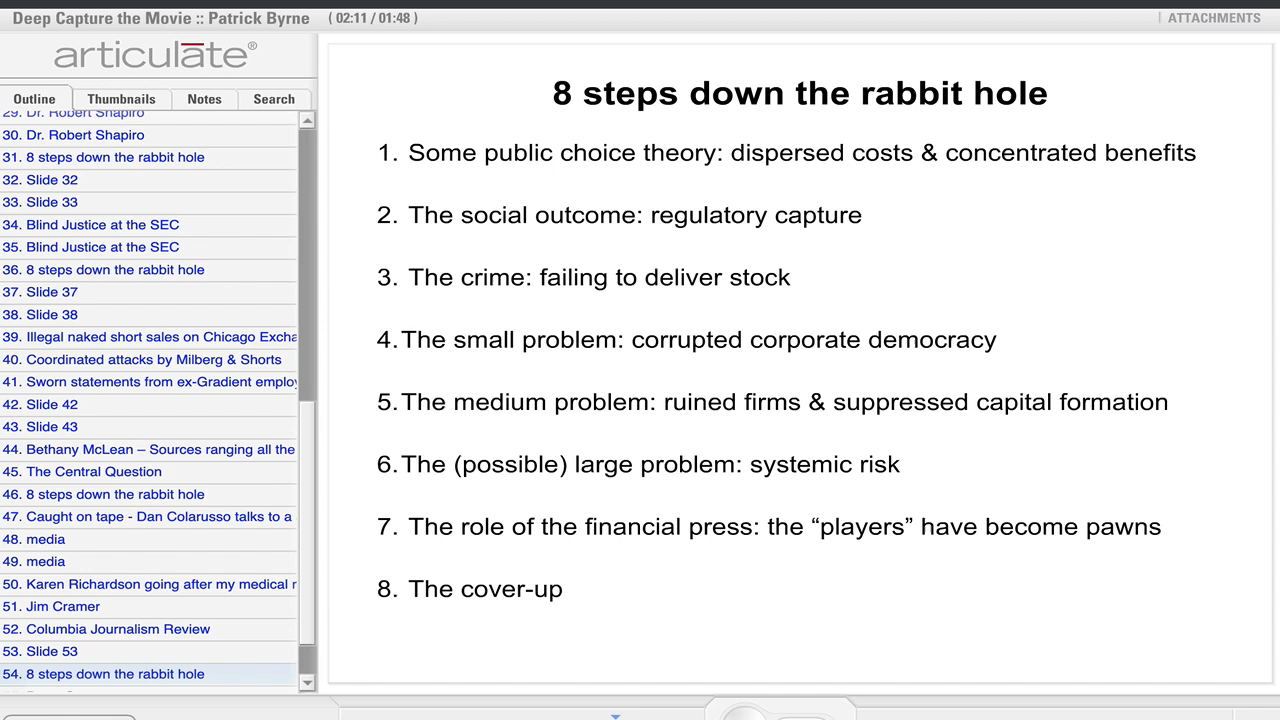 Deep Capture the Movie :: Patrick Byrne ( 02:11 / 01:48 )
ATTACHMENTS
articulate®
Outline Thumbnails Notes Search
29. Dr. Robert Shapiro
30. Dr. Robert Shapiro
31. 8 steps down the rabbit hole
32. Slide 32
33. Slide 33
34. Blind Justice at the SEC
35. Blind Justice at the SEC
36. 8 steps down the rabbit hole
37. Slide 37
38. Slide 38
39. Illegal naked short sales on Chicago Excha
40. Coordinated attacks by Milberg & Shorts
41. Sworn statements from ex-Gradient employ
42. Slide 42
43. Slide 43
44. Bethany McLean – Sources ranging all the
45. The Central Question
46. 8 steps down the rabbit hole
47. Caught on tape - Dan Colarusso talks to a
48. media
49. media
50. Karen Richardson going after my medical r
51. Jim Cramer
52. Columbia Journalism Review
53. Slide 53
54. 8 steps down the rabbit hole
8 steps down the rabbit hole
1. Some public choice theory: dispersed costs & concentrated benefits
2. The social outcome: regulatory capture
3. The crime: failing to deliver stock
4. The small problem: corrupted corporate democracy
5. The medium problem: ruined firms & suppressed capital formation
6. The (possible) large problem: systemic risk
7. The role of the financial press: the “players” have become pawns
8. The cover-up